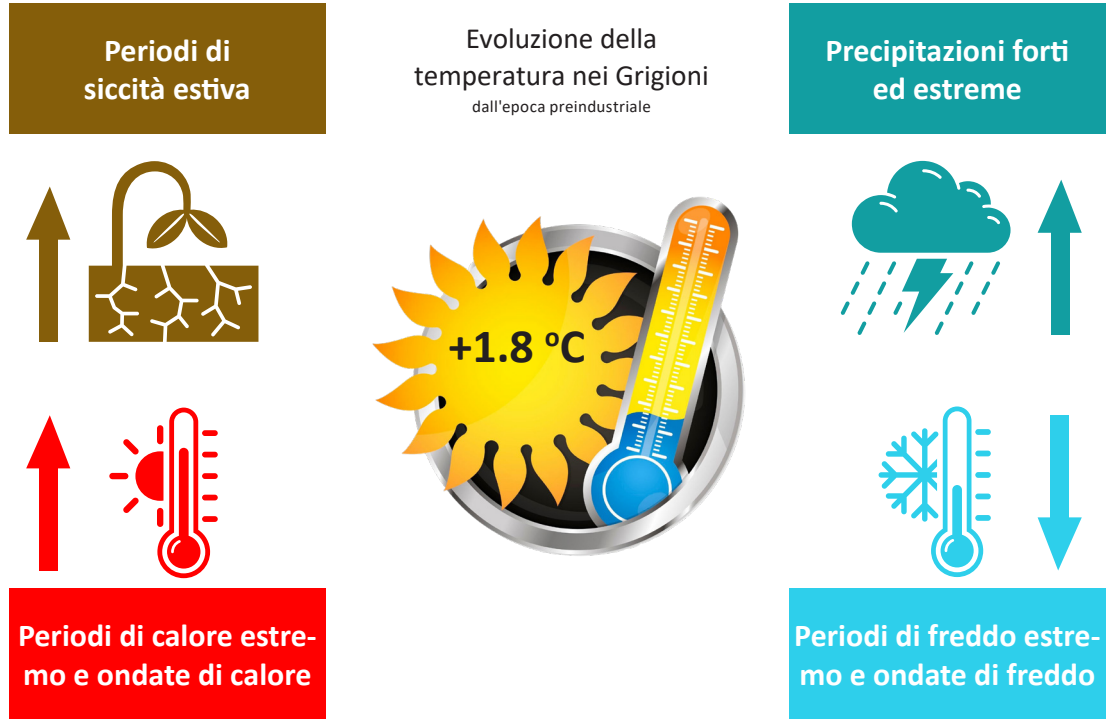 Periodi di
siccità estiva
Evoluzione della
temperatura nei Grigioni
dall'epoca preindustriale
Precipitazioni forti
ed estreme
+1.8 °C
Periodi di calore estre-
mo e ondate di calore
Periodi di freddo estre-
mo e ondate di freddo